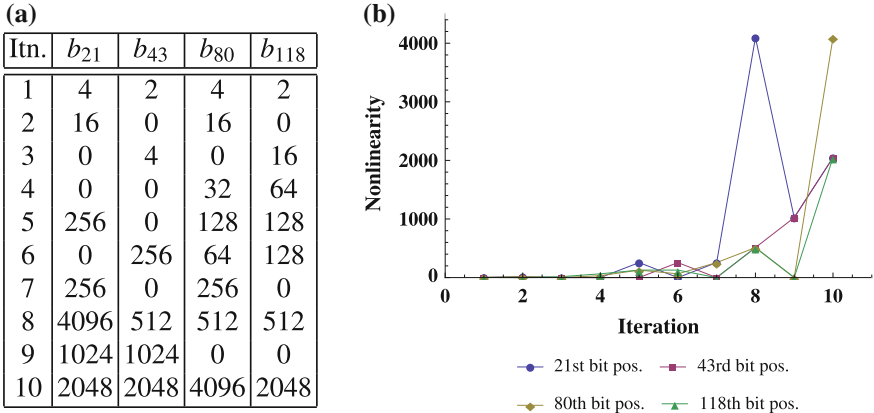 (a)
Itn. b21 b43 b80 b118
1 4 2 4 2
2 16 0 16 0
3 0 4 0 16
4 0 0 32 64
5 256 0 128 128
6 0 256 64 128
7 256 0 256 0
8 4096 512 512 512
9 1024 1024 0 0
10 2048 2048 4096 2048
(b)
Nonlinearity
4000
3000
2000
1000
0
0 2 4 6 8 10
Iteration
21st bit pos. 43rd bit pos.
80th bit pos. 118th bit pos.